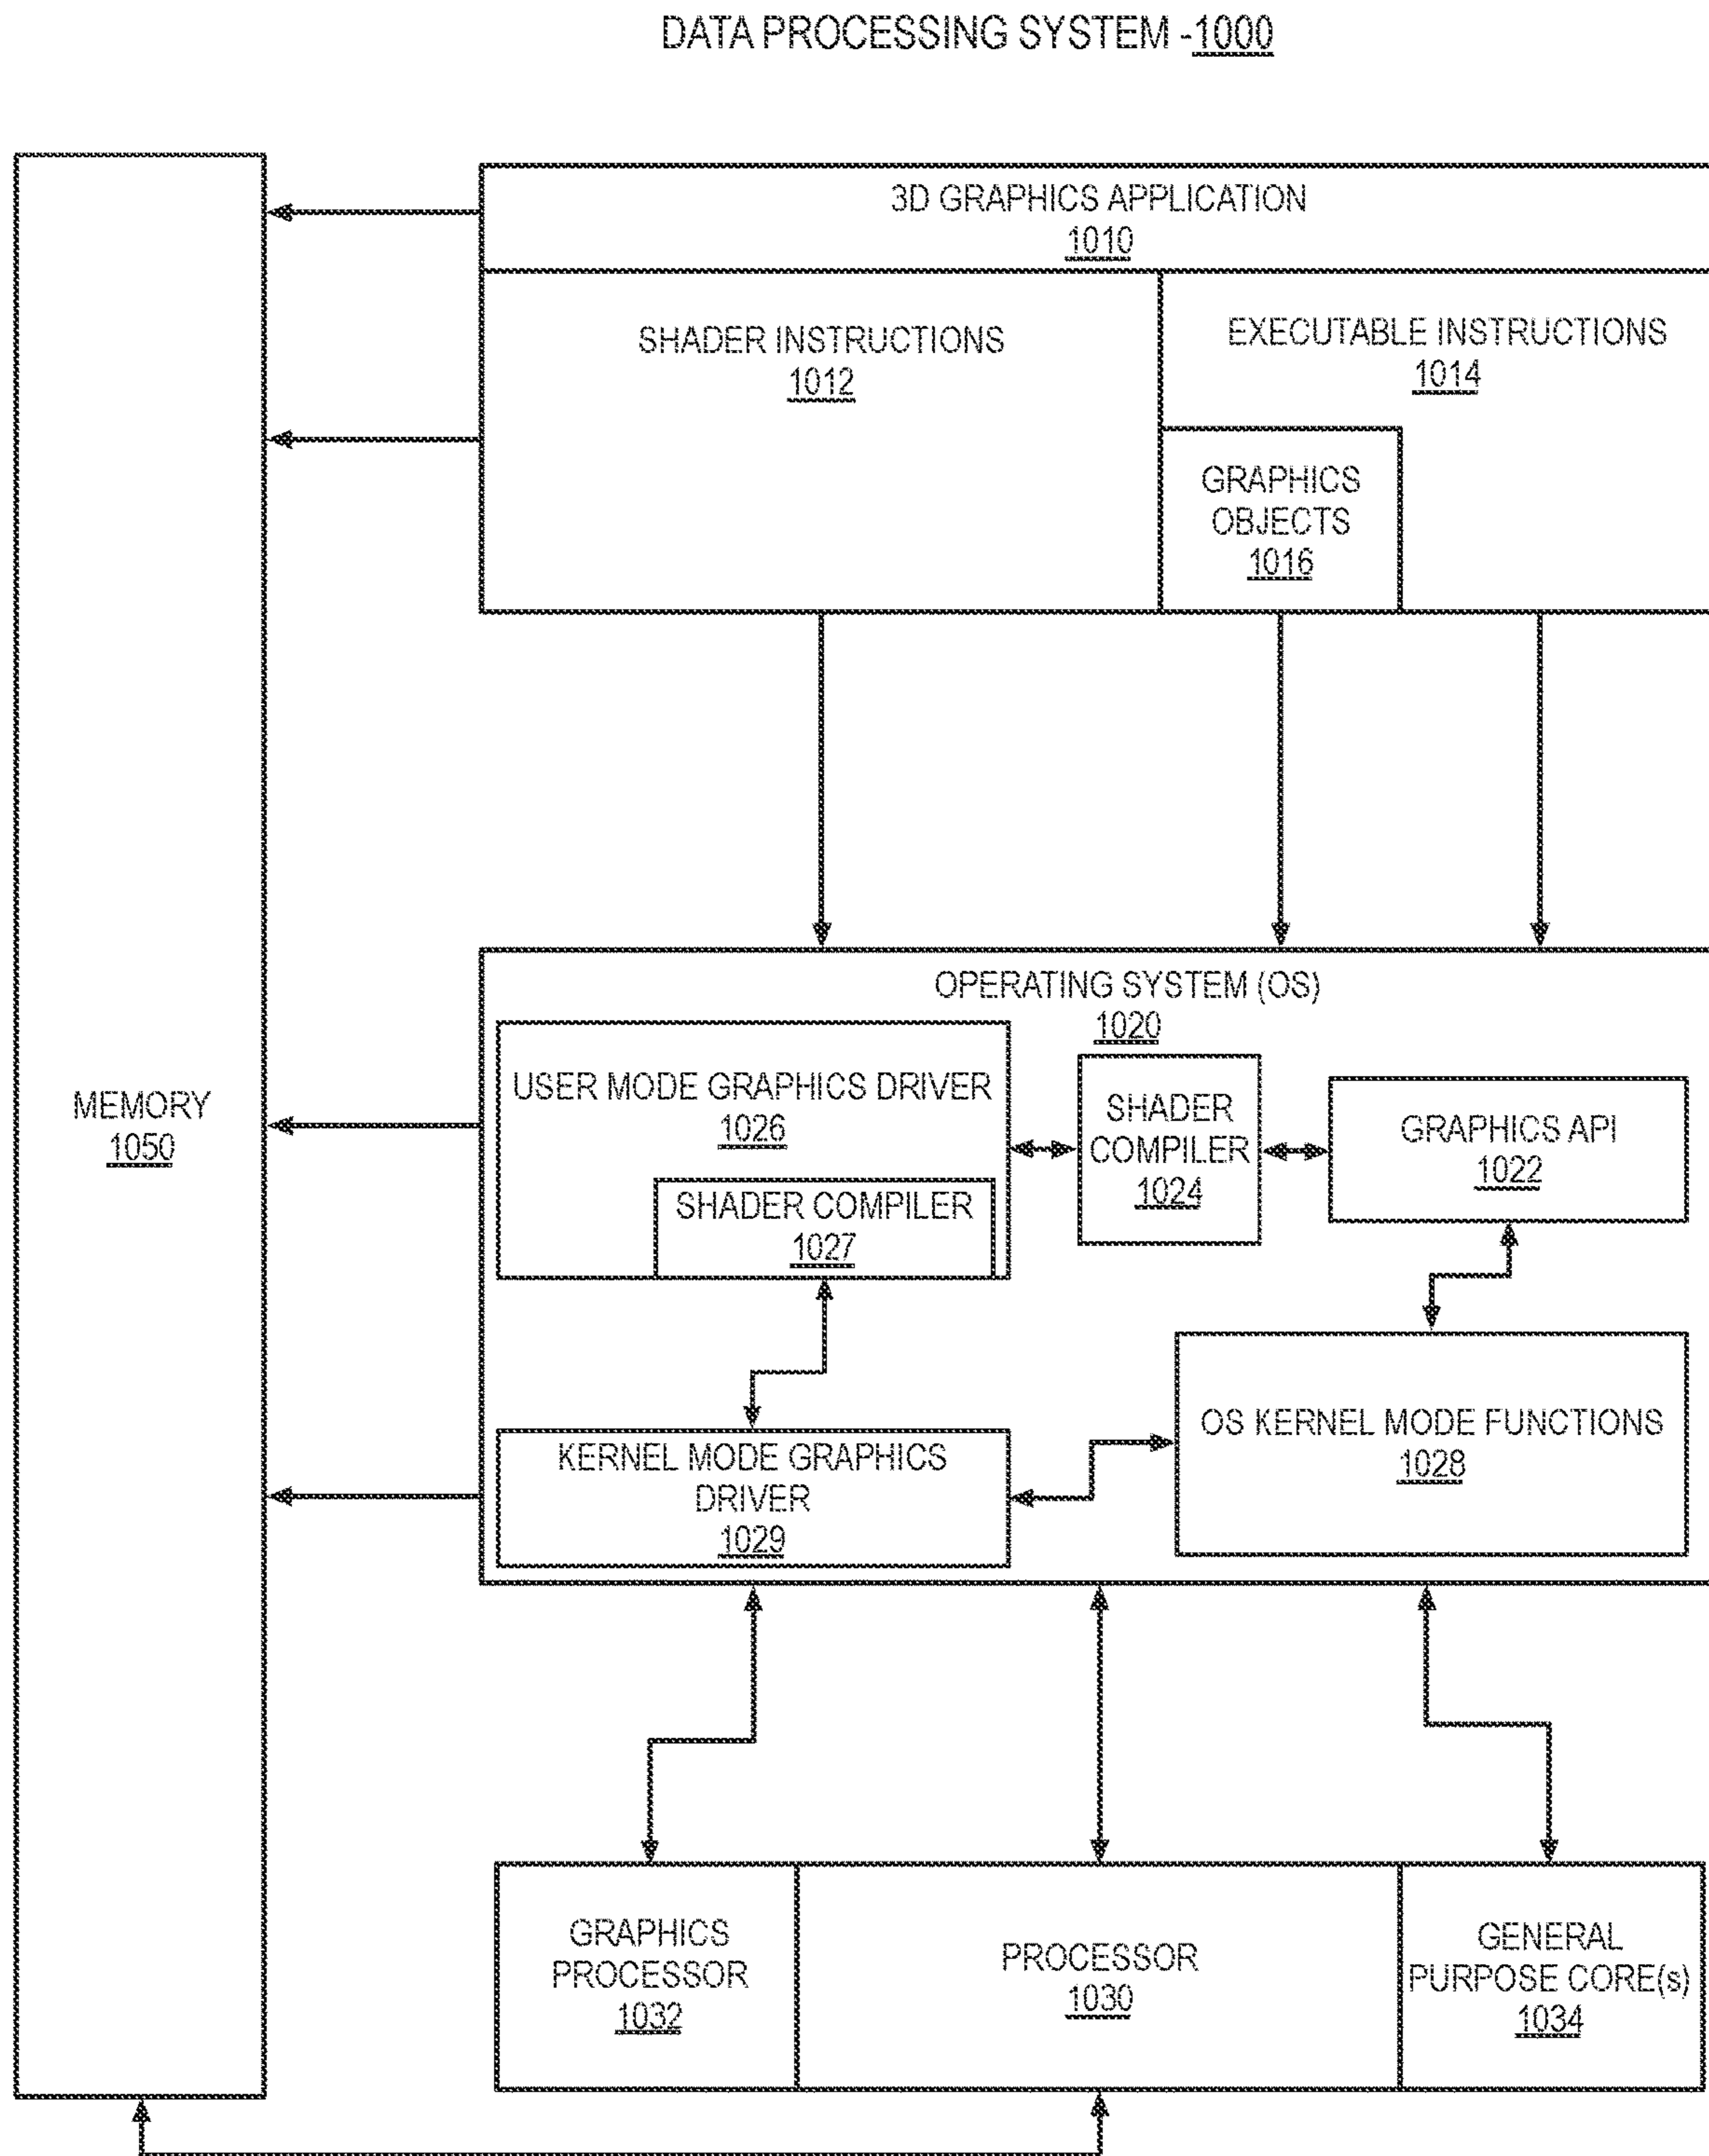 DATA PROCESSING SYSTEM -1000
3D GRAPHICS APPLICATION
1010
SHADER INSTRUCTIONS
1012
EXECUTABLE INSTRUCTIONS
1014
GRAPHICS
OBJECTS
1016
MEMORY
1050
OPERATING SYSTEM (OS)
1020
USER MODE GRAPHICS DRIVER
1026
SHADER COMPILER
1027
SHADER
COMPILER
1024
GRAPHICS API
1022
KERNEL MODE GRAPHICS
DRIVER
1029
OS KERNEL MODE FUNCTIONS
1028
GRAPHICS
PROCESSOR
1032
PROCESSOR
1030
GENERAL
PURPOSE CORE(s)
1034